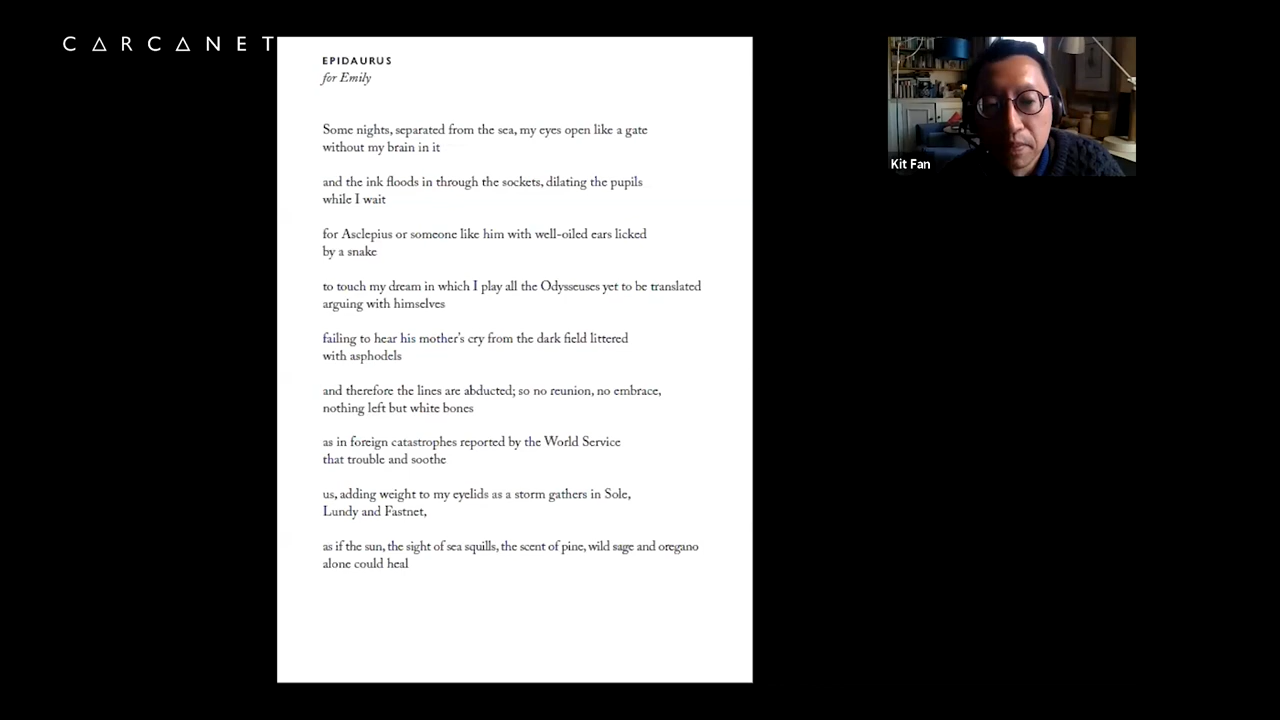 CARCANET
EPIDAURUS
for Emily
Some nights, separated from the sea, my eyes open like a gate
without my brain in it
and the ink floods in through the sockets, dilating the pupils
while I wait
for Asclepius or someone like him with well-oiled ears licked
by a snake
to touch my dream in which I play all the Odysseuses yet to be translated
arguing with himselves
failing to hear his mother's cry from the dark field littered
with asphodels
and therefore the lines are abducted; so no reunion, no embrace,
nothing left but white bones
as in foreign catastrophes reported by the World Service
that trouble and soothe
us, adding weight to my eyelids as a storm gathers in Sole,
Lundy and Fastnet,
as if the sun, the sight of sea squills, the scent of pine, wild sage and oregano
alone could heal
Kit Fan